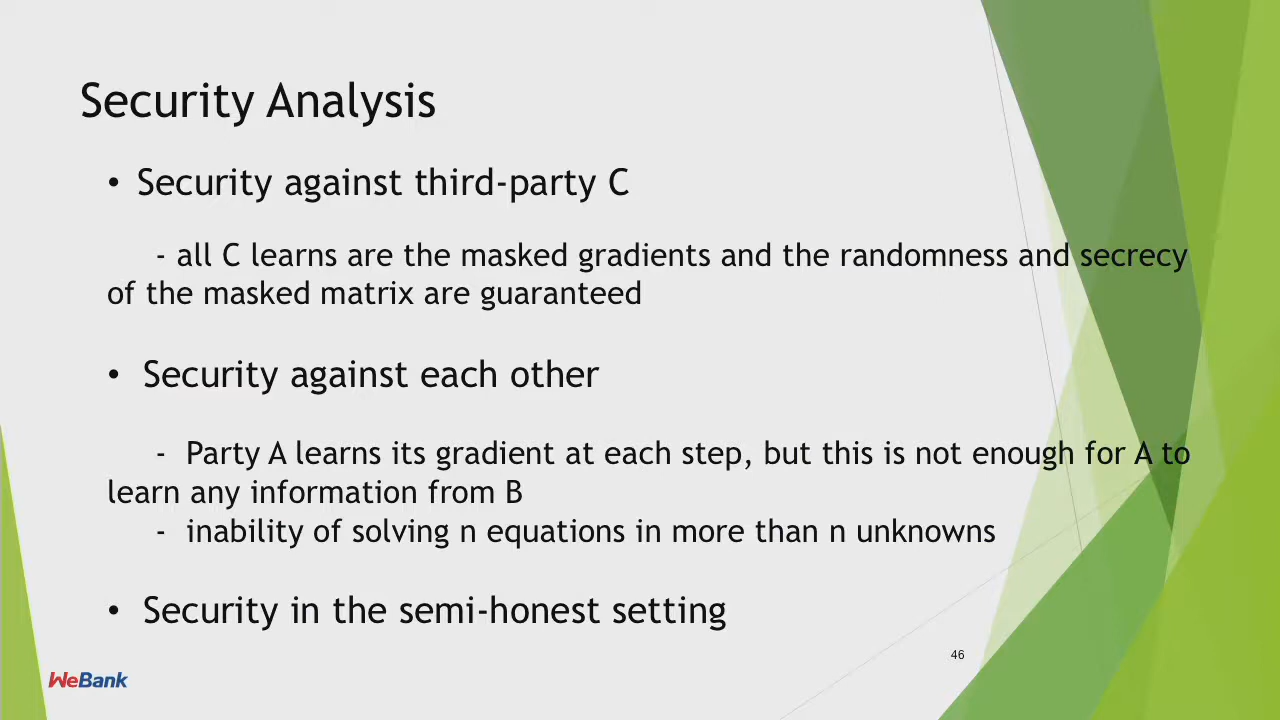 Security Analysis
• Security against third-party C
- all C learns are the masked gradients and the randomness and secrecy
of the masked matrix are guaranteed
• Security against each other
- Party A learns its gradient at each step, but this is not enough for A to
learn any information from B
- inability of solving n equations in more than n unknowns
• Security in the semi-honest setting
46
WeBank